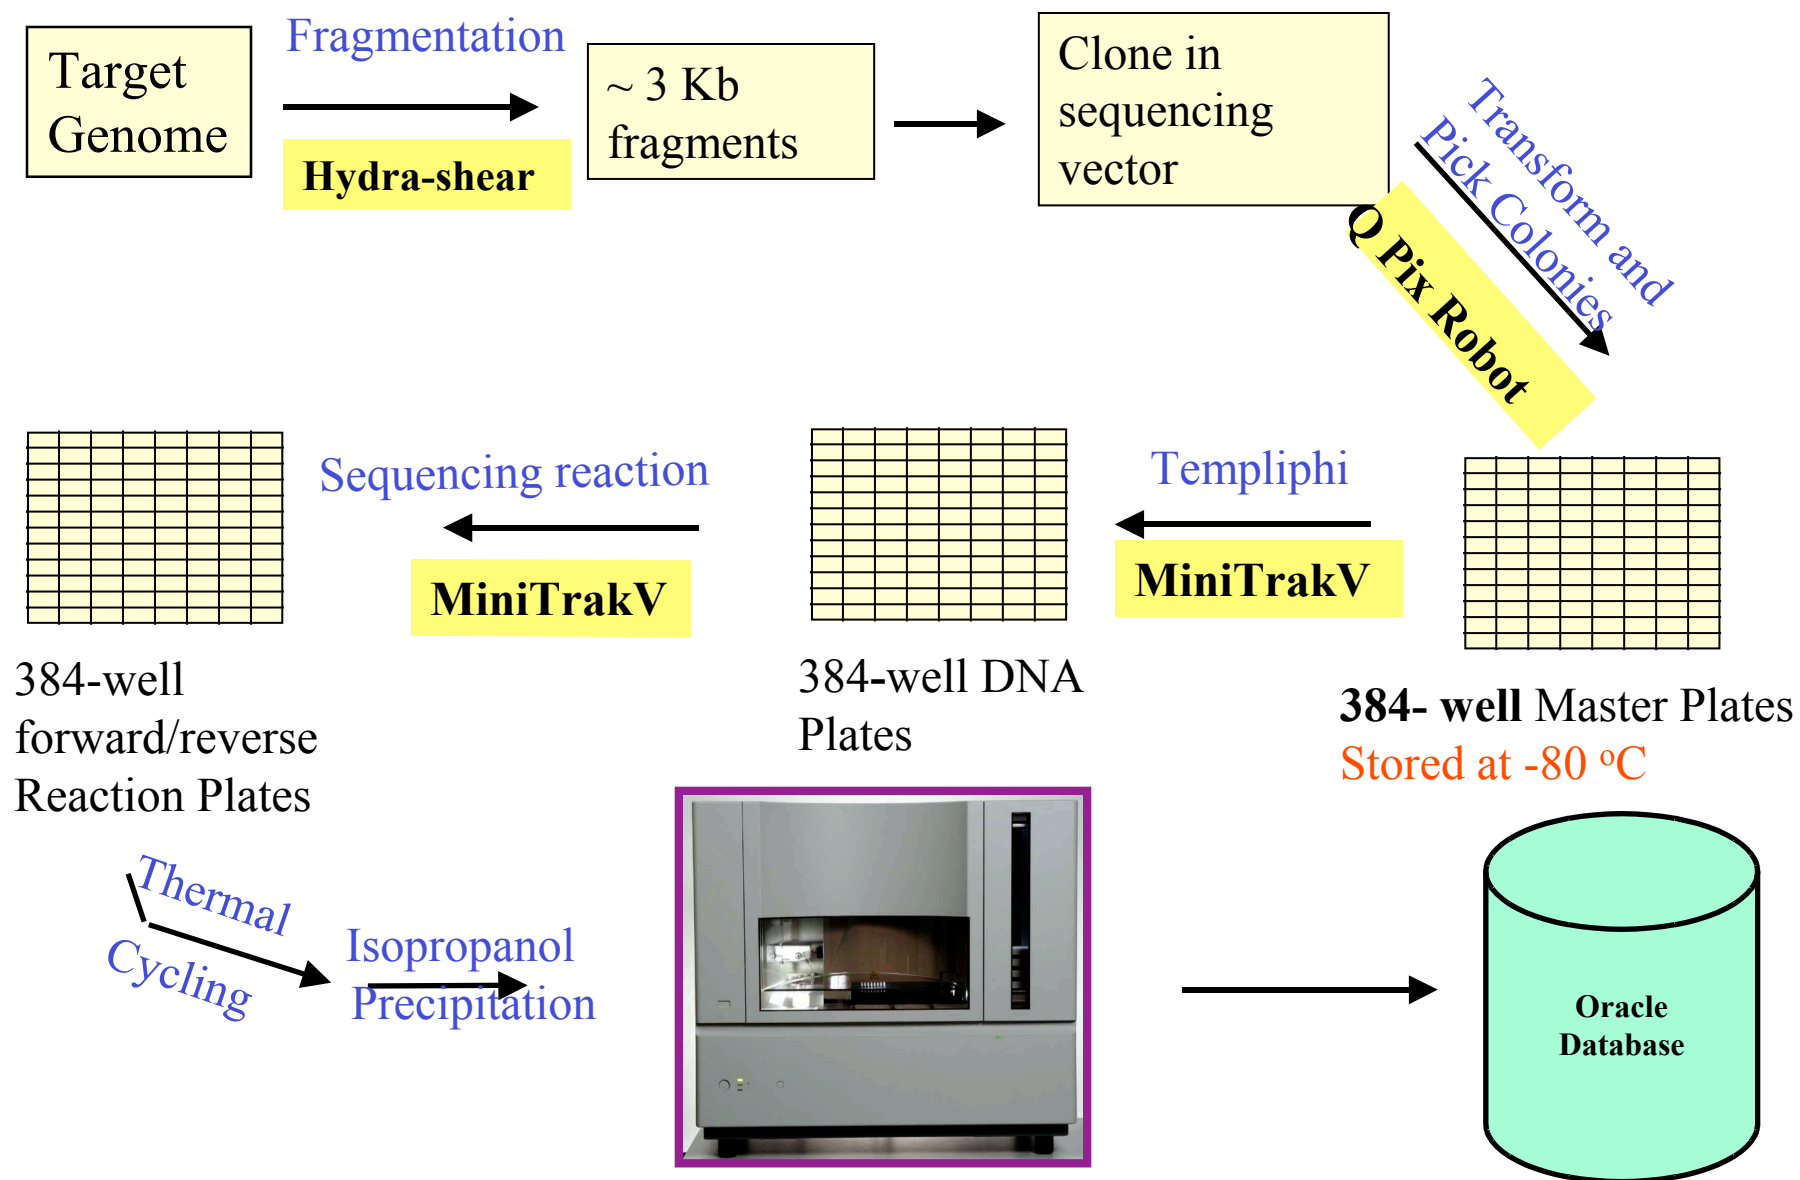 Target
Genome
Fragmentation
Hydra-shear
~ 3 Kb
fragments
Clone in
sequencing
vector
Transform and
Pick Colonies
Q Pix Robot
384- well Master Plates
Stored at -80 °C
Templiphi
MiniTrakV
384-well DNA
Plates
Sequencing reaction
MiniTrakV
384-well
forward/reverse
Reaction Plates
Thermal
Cycling
Isopropanol
Precipitation
Oracle
Database